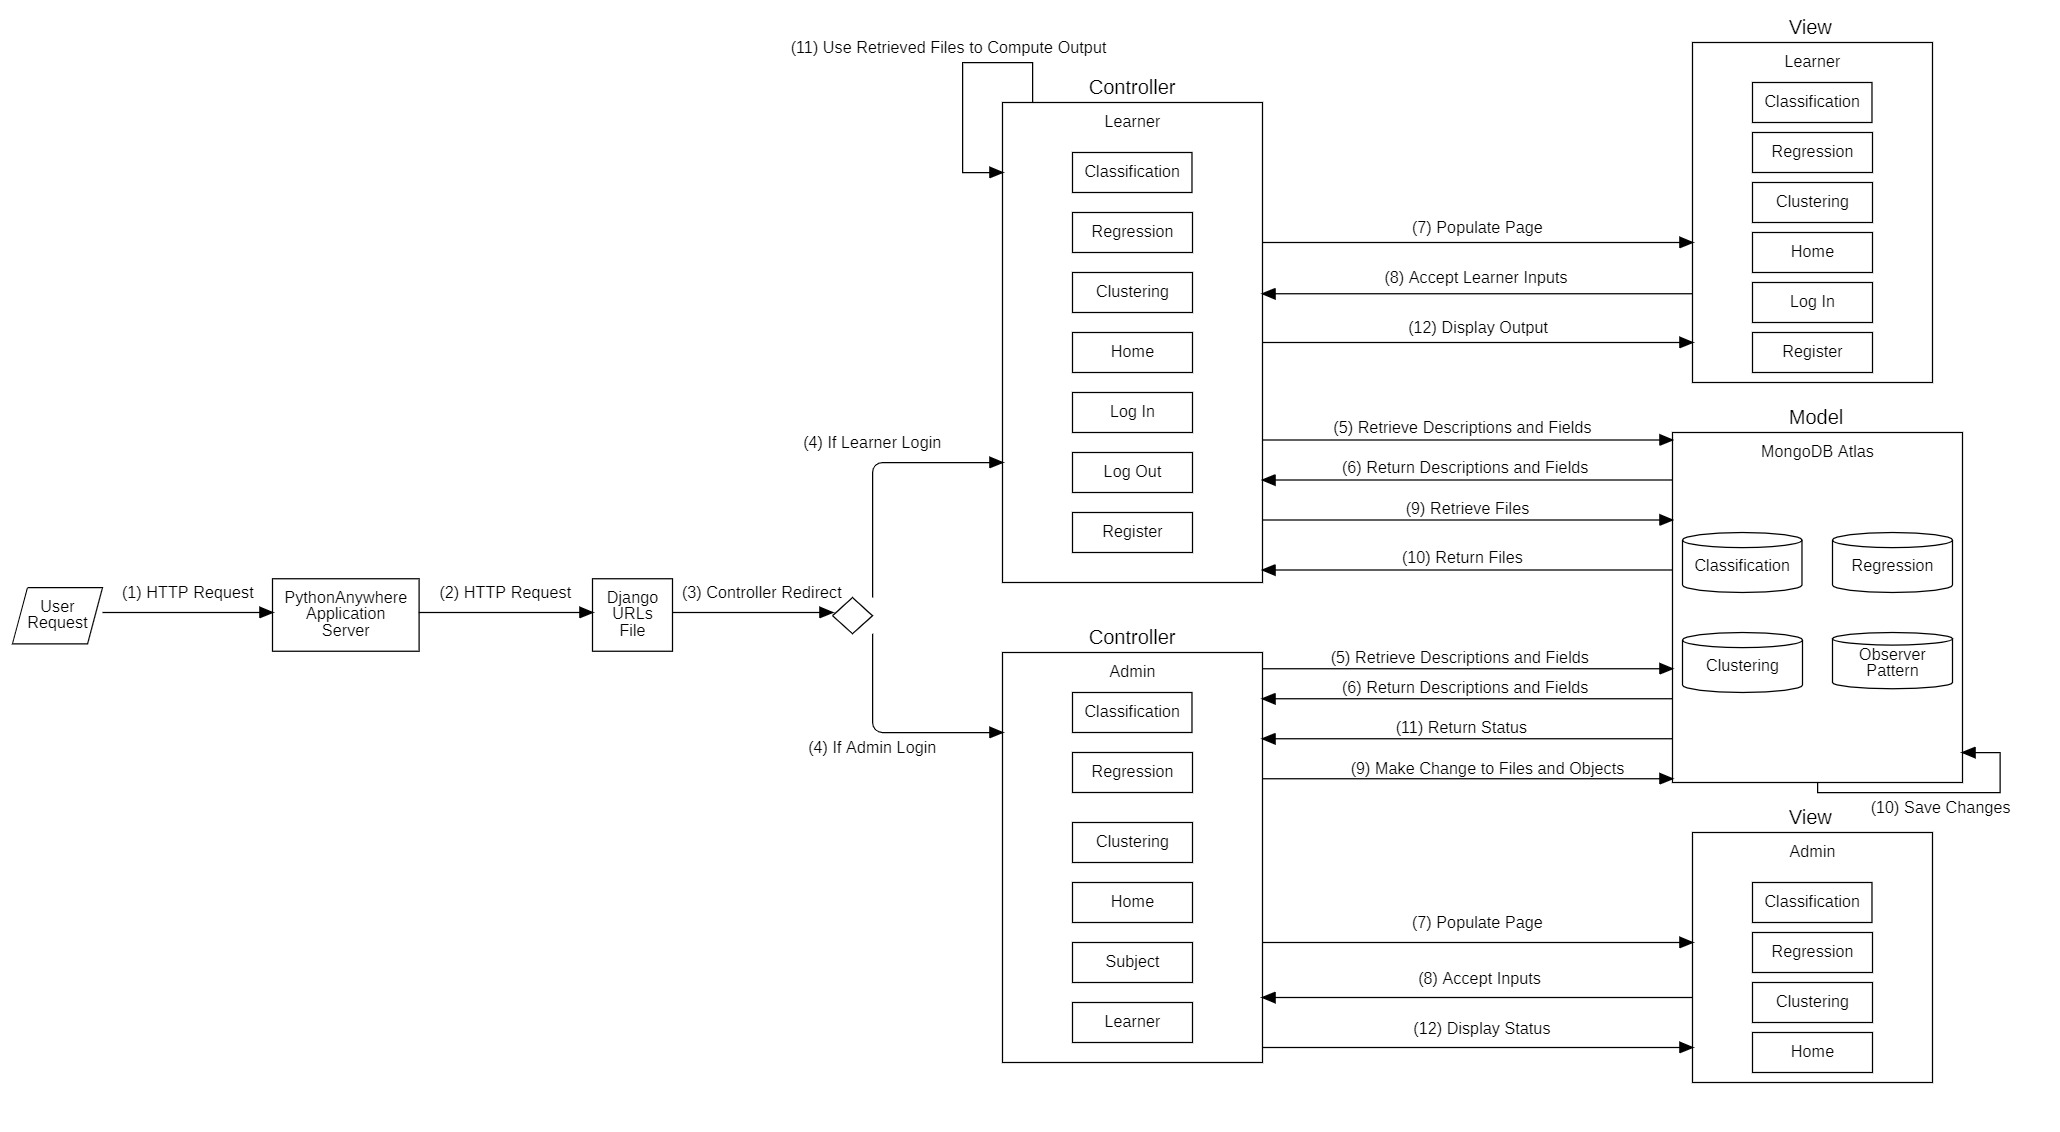 (11) Use Retrieved Files to Compute Output
Controller
Learner
Classification
Regression
Clustering
Home
Log In
Log Out
Register
View
Learner
Classification
Regression
Clustering
Home
Log In
Register
(7) Populate Page
(8) Accept Learner Inputs
(12) Display Output
(5) Retrieve Descriptions and Fields
(6) Return Descriptions and Fields
(9) Retrieve Files
(10) Return Files
Model
MongoDB Atlas
Classification
Regression
Clustering
Observer
Pattern
(10) Save Changes
User
Request
(1) HTTP Request
PythonAnywhere
Application
Server
(2) HTTP Request
Django
URLs
File
(3) Controller Redirect
(4) If Learner Login
(4) If Admin Login
Controller
Admin
Classification
Regression
Clustering
Home
Subject
Learner
(5) Retrieve Descriptions and Fields
(6) Return Descriptions and Fields
(11) Return Status
(9) Make Change to Files and Objects
(7) Populate Page
(8) Accept Inputs
(12) Display Status
View
Admin
Classification
Regression
Clustering
Home